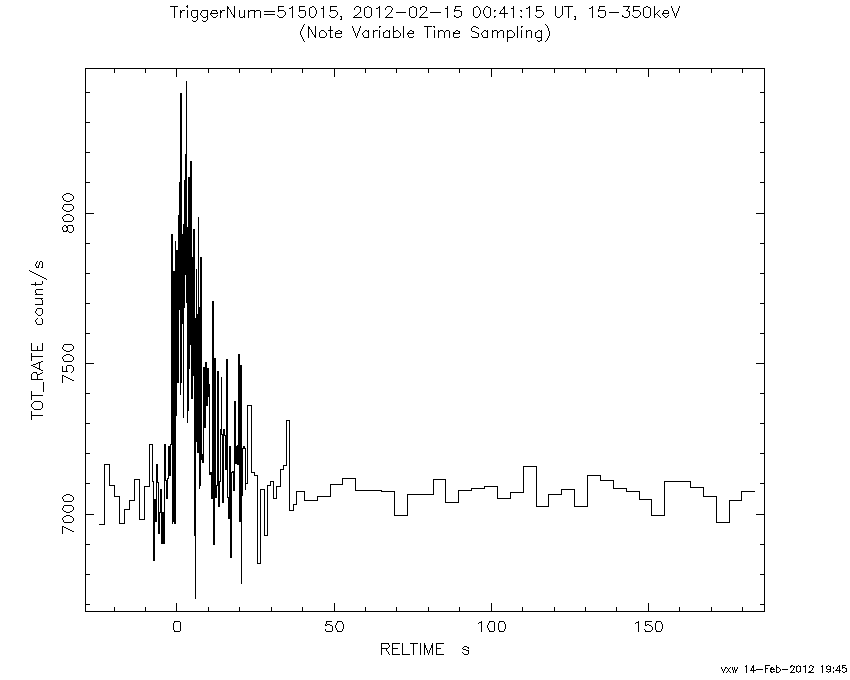 TriggerNum=515015, 2012-02-15 00:41:15 UT, 15-350keV
(Note Variable Time Sampling)
TOT_RATE count/s
8000
7500
7000
0 50 100 150
RELTIME s
vxw 14-Feb-2012 19:45